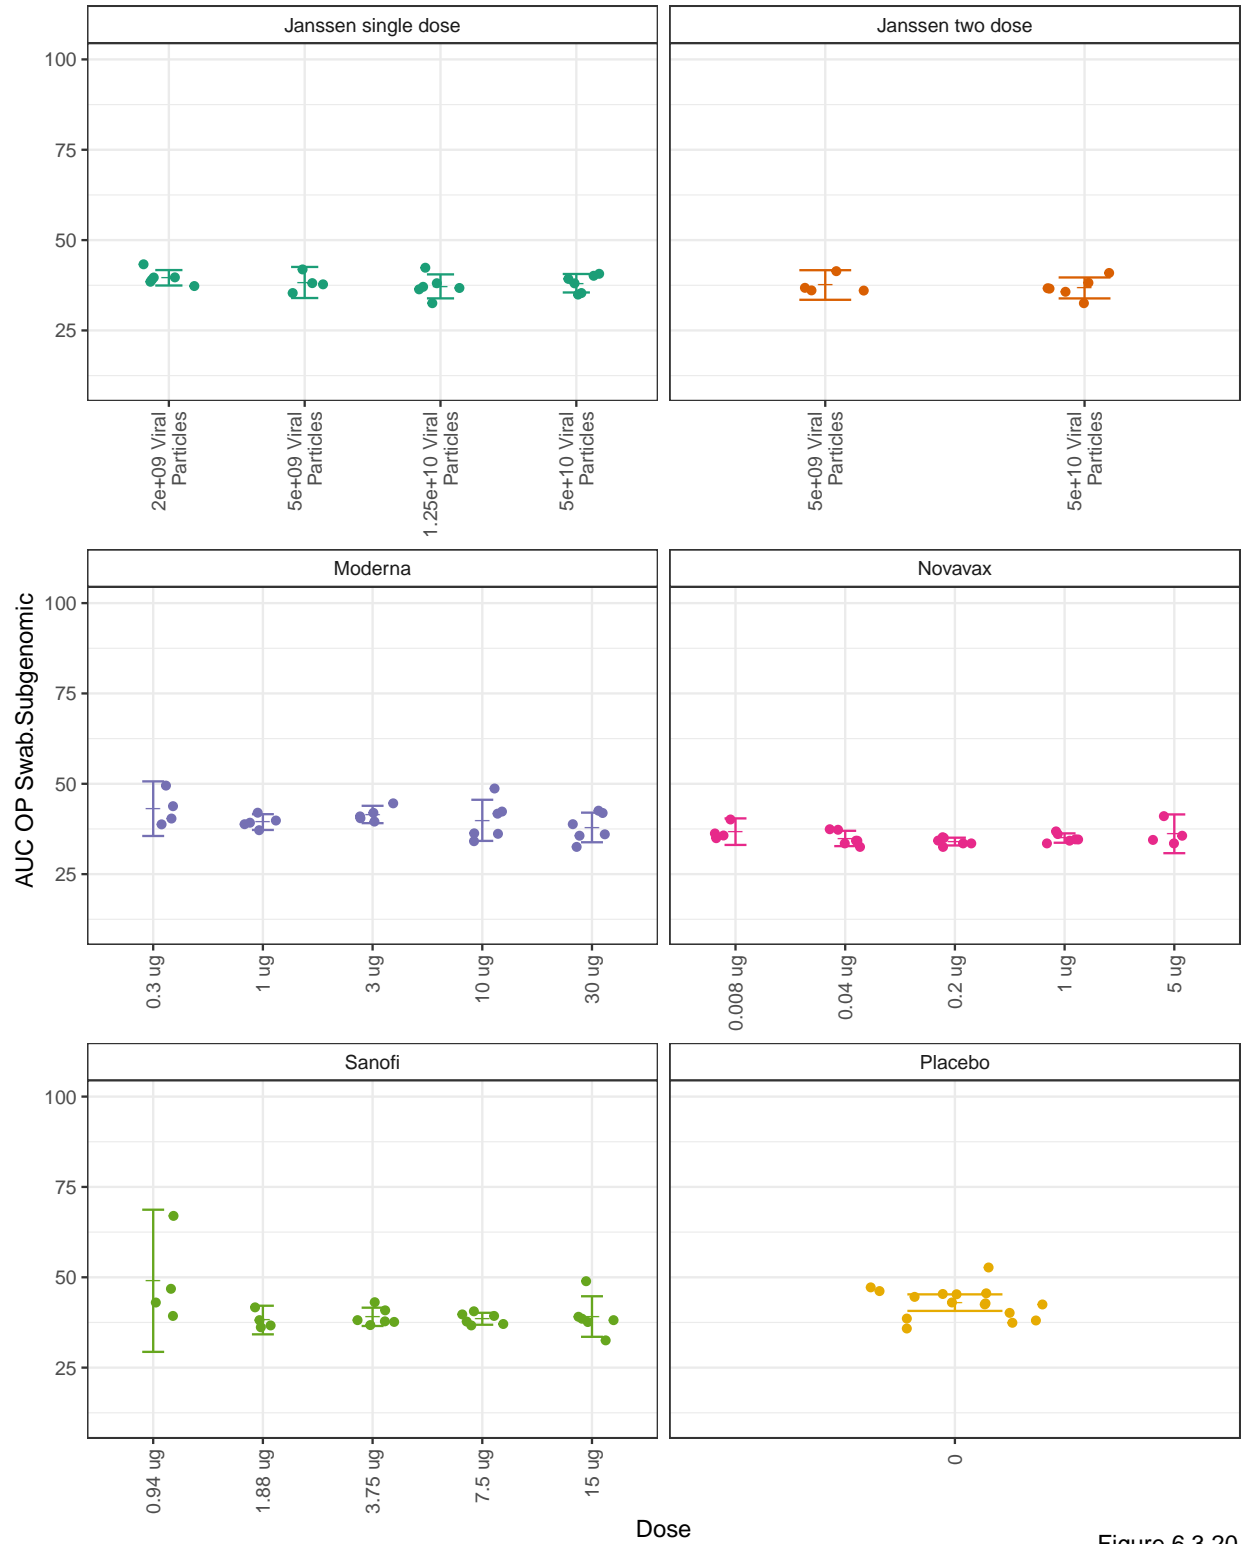 Janssen single dose
Janssen two dose
100
75
50
25
2e+09 Viral
Particles
5e+09 Viral
Particles
1.25e+10 Viral
Particles
5e+10 Viral
Particles
5e+09 Viral
Particles
5e+10 Viral
Particles
Moderna
Novavax
AUC OP Swab.Subgenomic
100
75
50
25
0.3 ug
1 ug
3 ug
10 ug
30 ug
0.008 ug
0.04 ug
0.2 ug
1 ug
5 ug
Sanofi
Placebo
100
75
50
25
0.94 ug
1.88 ug
3.75 ug
7.5 ug
15 ug
0
Dose
Figure 6.3.20